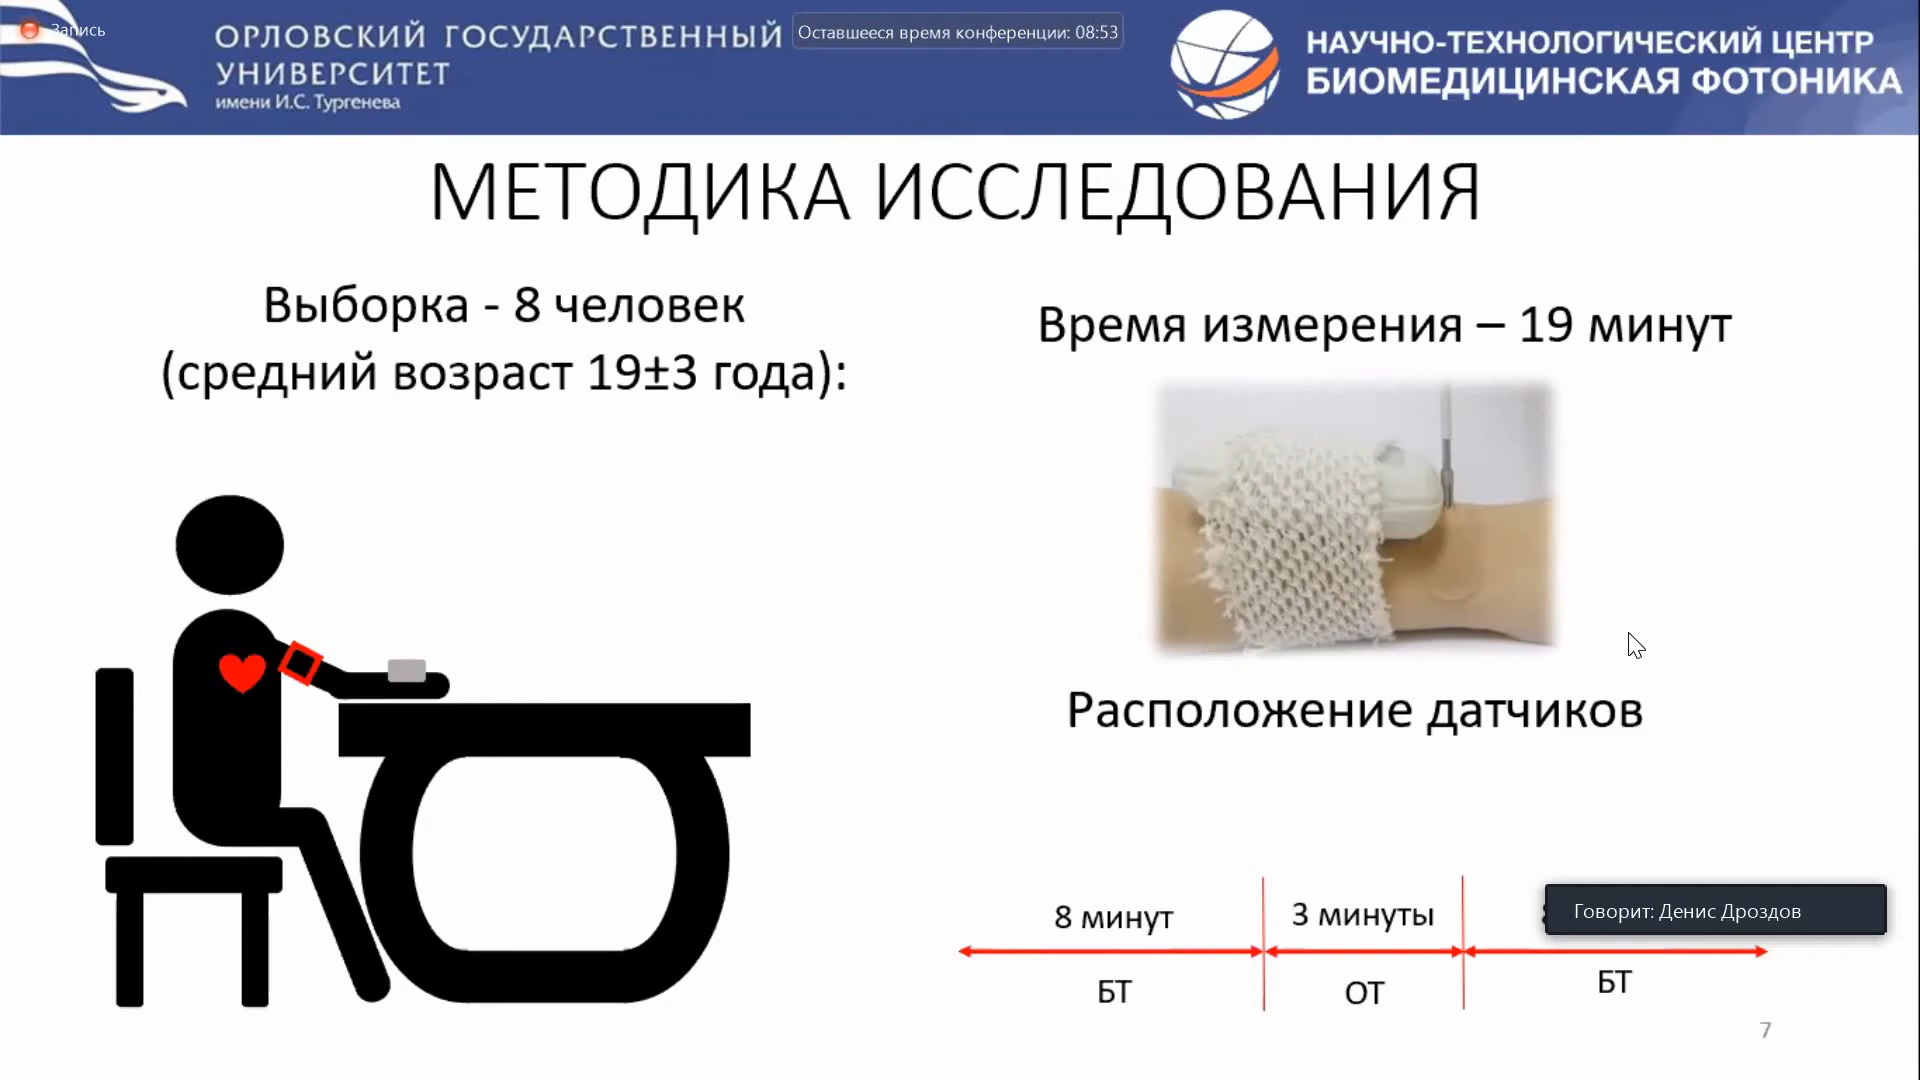 Запись
ОРЛОВСКИЙ ГОСУДАРСТВЕННЫЙ
УНИВЕРСИТЕТ
имени И.С. Тургенева
Оставшееся время конференции: 08:53
НАУЧНО-ТЕХНОЛОГИЧЕСКИЙ ЦЕНТР
БИОМЕДИЦИНСКАЯ ФОТОНИКА
МЕТОДИКА ИССЛЕДОВАНИЯ
Выборка - 8 человек
(средний возраст 19±3 года):
Время измерения – 19 минут
Расположение датчиков
8 минут
3 минуты
Говорит: Денис Дроздов
БТ
ОТ
БТ
7